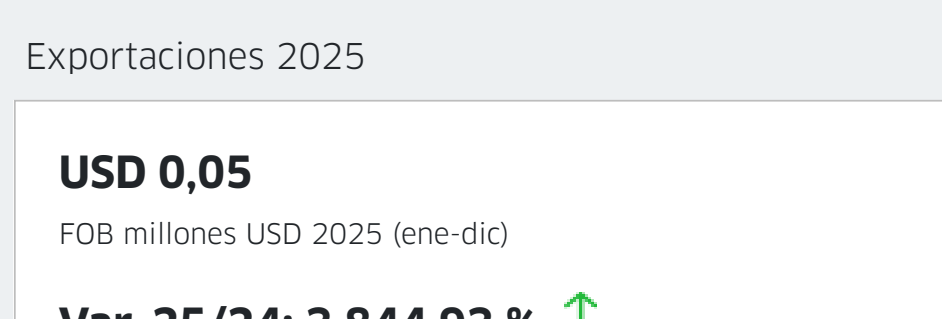 Exportaciones 2025
USD 0,05
FOB millones USD 2025 (ene-dic)
Var. 25/24: